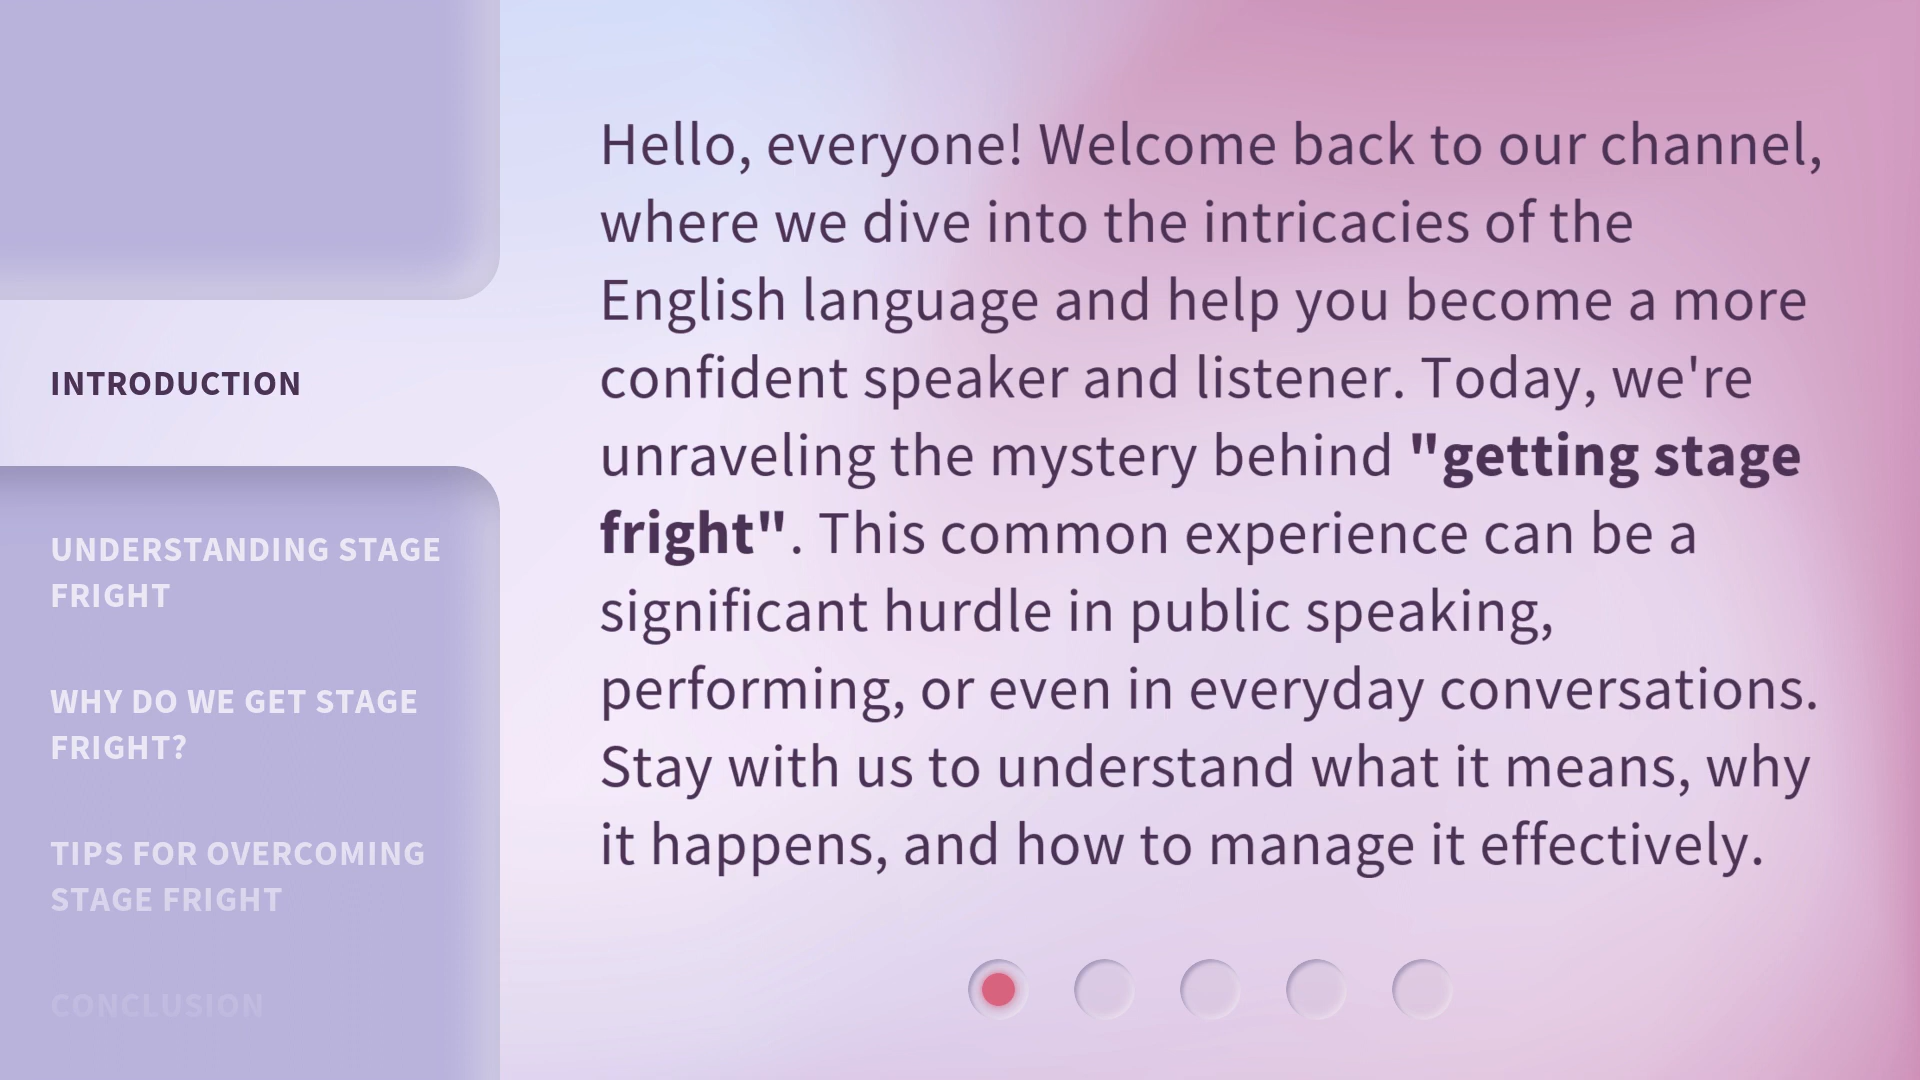 INTRODUCTION
UNDERSTANDING STAGE
FRIGHT
WHY DO WE GET STAGE
FRIGHT?
TIPS FOR OVERCOMING
STAGE FRIGHT
CONCLUSION
Hello, everyone! Welcome back to our channel,
where we dive into the intricacies of the
English language and help you become a more
confident speaker and listener. Today, we're
unraveling the mystery behind "getting stage
fright". This common experience can be a
significant hurdle in public speaking,
performing, or even in everyday conversations.
Stay with us to understand what it means, why
it happens, and how to manage it effectively.